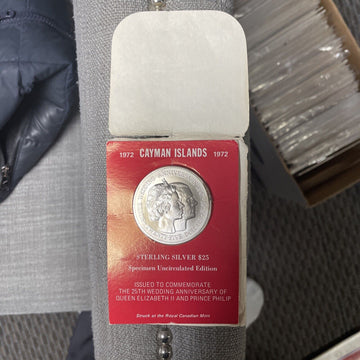 1972 CAYMAN ISLANDS 1972
STERLING SILVER $25
Specimen Uncirculated Edition
ISSUED TO COMMEMORATE
THE 25TH WEDDING ANNIVERSARY OF
QUEEN ELIZABETH II AND PRINCE PHILIP
Struck at the Royal Canadian Mint